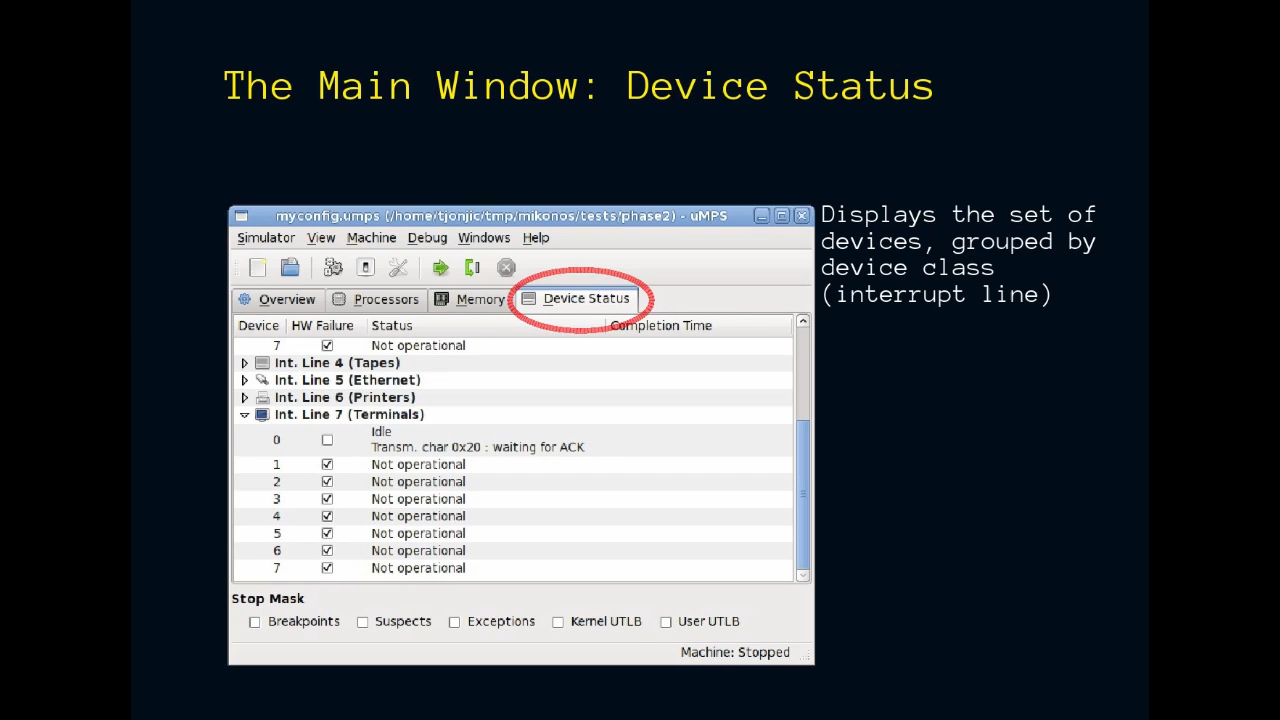 The Main Window: Device Status
myconfig.umps (/home/tjonjic/tmp/mikonos/tests/phase2) - uMPS
Simulator View Machine Debug Windows Help
Overview Processors Memory Device Status
Device HW Failure Status Completion Time
7 Not operational
Int. Line 4 (Tapes)
Int. Line 5 (Ethernet)
Int. Line 6 (Printers)
Int. Line 7 (Terminals)
Idle
0
Transm. char 0x20 : waiting for ACK
1 Not operational
2 Not operational
3 Not operational
4 Not operational
5 Not operational
6 Not operational
7 Not operational
Stop Mask
Breakpoints Suspects Exceptions Kernel UTLB User UTLB
Machine: Stopped
Displays the set of
devices, grouped by
device class
(interrupt line)